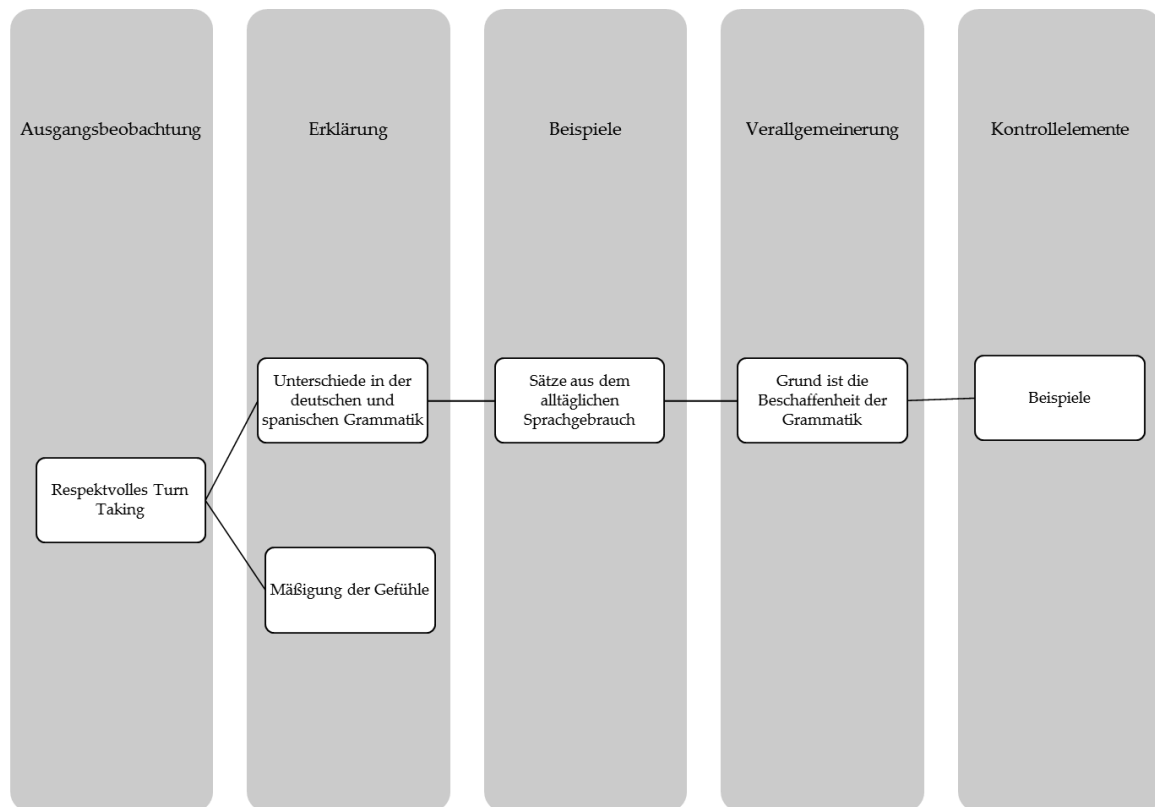 Ausgangsbeobachtung
Erklärung
Beispiele
Verallgemeinerung
Kontrollelemente
Unterschiede in der
deutschen und
spanischen Grammatik
Sätze aus dem
alltäglichen
Sprachgebrauch
Grund ist die
Beschaffenheit der
Grammatik
Beispiele
Respektvolles Turn
Taking
Mäßigung der Gefühle